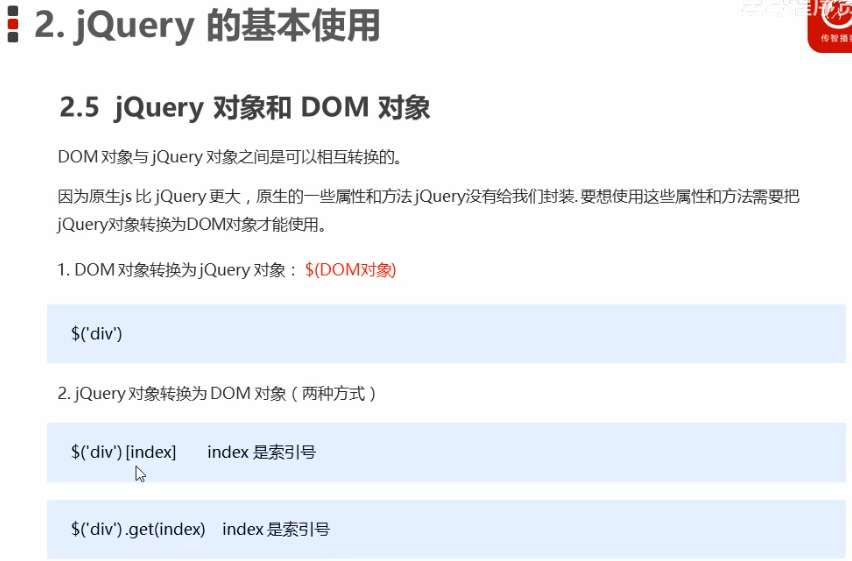 2. jQuery 的基本使用
传智播
2.5 jQuery 对象和 DOM 对象
DOM 对象与 jQuery 对象之间是可以相互转换的。
因为原生js 比 jQuery 更大，原生的一些属性和方法 jQuery没有给我们封装. 要想使用这些属性和方法需要把
jQuery对象转换为DOM对象才能使用。
1. DOM 对象转换为 jQuery 对象： $(DOM对象)
$('div')
2. jQuery 对象转换为 DOM 对象（两种方式）
$('div') [index] index 是索引号
$('div') .get(index) index 是索引号